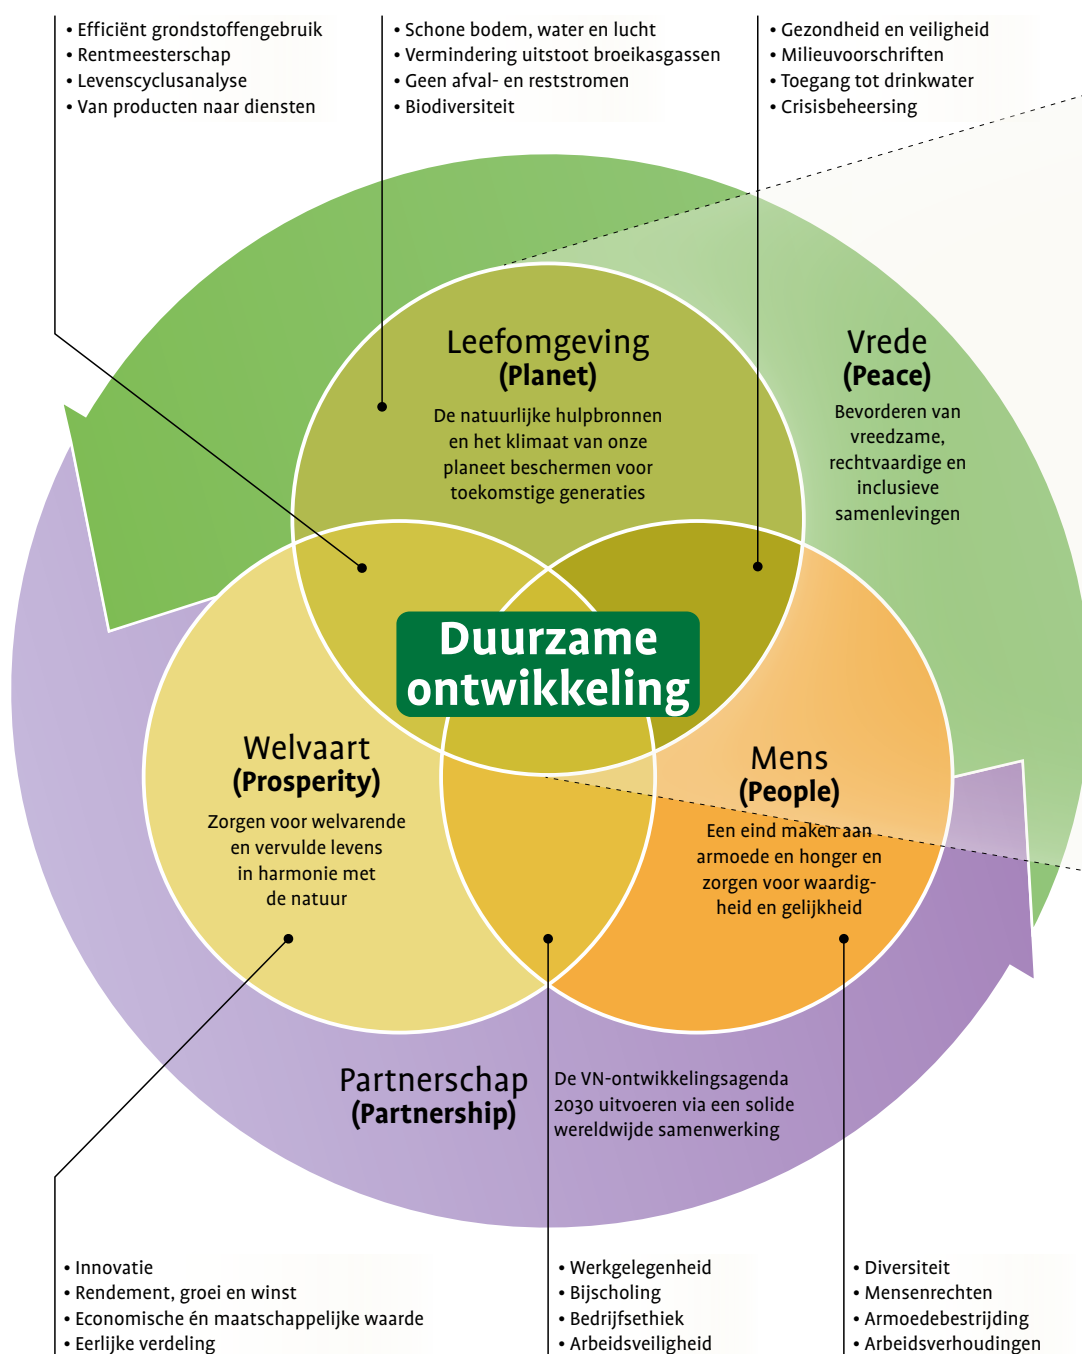 • Efficiënt grondstoffengebruik
• Rentmeesterschap
• Levenscyclusanalyse
• Van producten naar diensten
• Schone bodem, water en lucht
• Vermindering uitstoot broeikasgassen
• Geen afval- en reststromen
• Biodiversiteit
• Gezondheid en veiligheid
• Milieuvoorschriften
• Toegang tot drinkwater
• Crisisbeheersing
Leefomgeving
(Planet)
De natuurlijke hulpbronnen
en het klimaat van onze
planeet beschermen voor
toekomstige generaties
Vrede
(Peace)
Bevorderen van
vreedzame,
rechtvaardige en
inclusieve
samenlevingen
Duurzame
ontwikkeling
Welvaart
(Prosperity)
Zorgen voor welvarende
en vervulde levens
in harmonie met
de natuur
Mens
(People)
Een eind maken aan
armoede en honger en
zorgen voor waardig-
heid en gelijkheid
Partnerschap
(Partnership)
De VN-ontwikkelingsagenda
2030 uitvoeren via een solide
wereldwijde samenwerking
• Innovatie
• Rendement, groei en winst
• Economische én maatschappelijke waarde
• Eerlijke verdeling
• Werkgelegenheid
• Bijscholing
• Bedrijfsethiek
• Arbeidsveiligheid
• Diversiteit
• Mensenrechten
• Armoedebestrijding
• Arbeidsverhoudingen